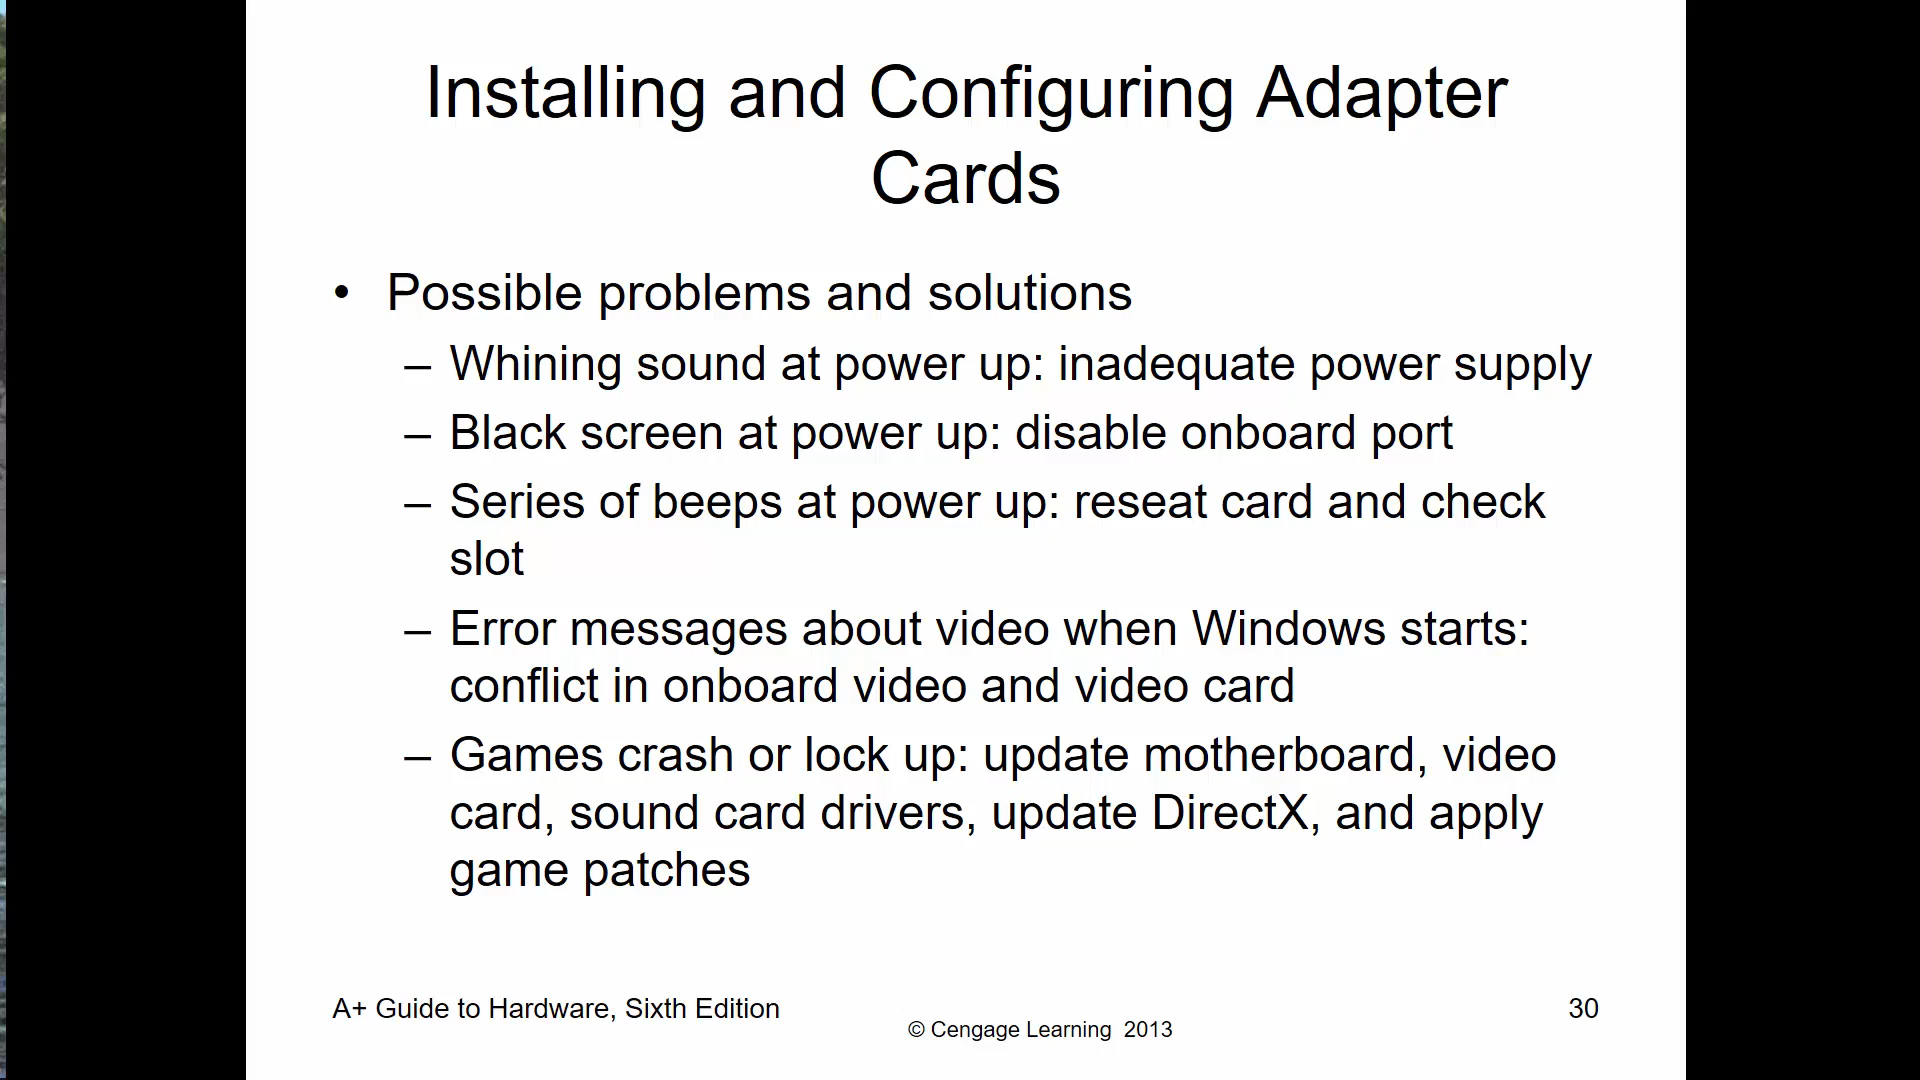 Installing and Configuring Adapter
Cards
• Possible problems and solutions
– Whining sound at power up: inadequate power supply
– Black screen at power up: disable onboard port
– Series of beeps at power up: reseat card and check
slot
– Error messages about video when Windows starts:
conflict in onboard video and video card
– Games crash or lock up: update motherboard, video
card, sound card drivers, update DirectX, and apply
game patches
A+ Guide to Hardware, Sixth Edition
30
© Cengage Learning 2013